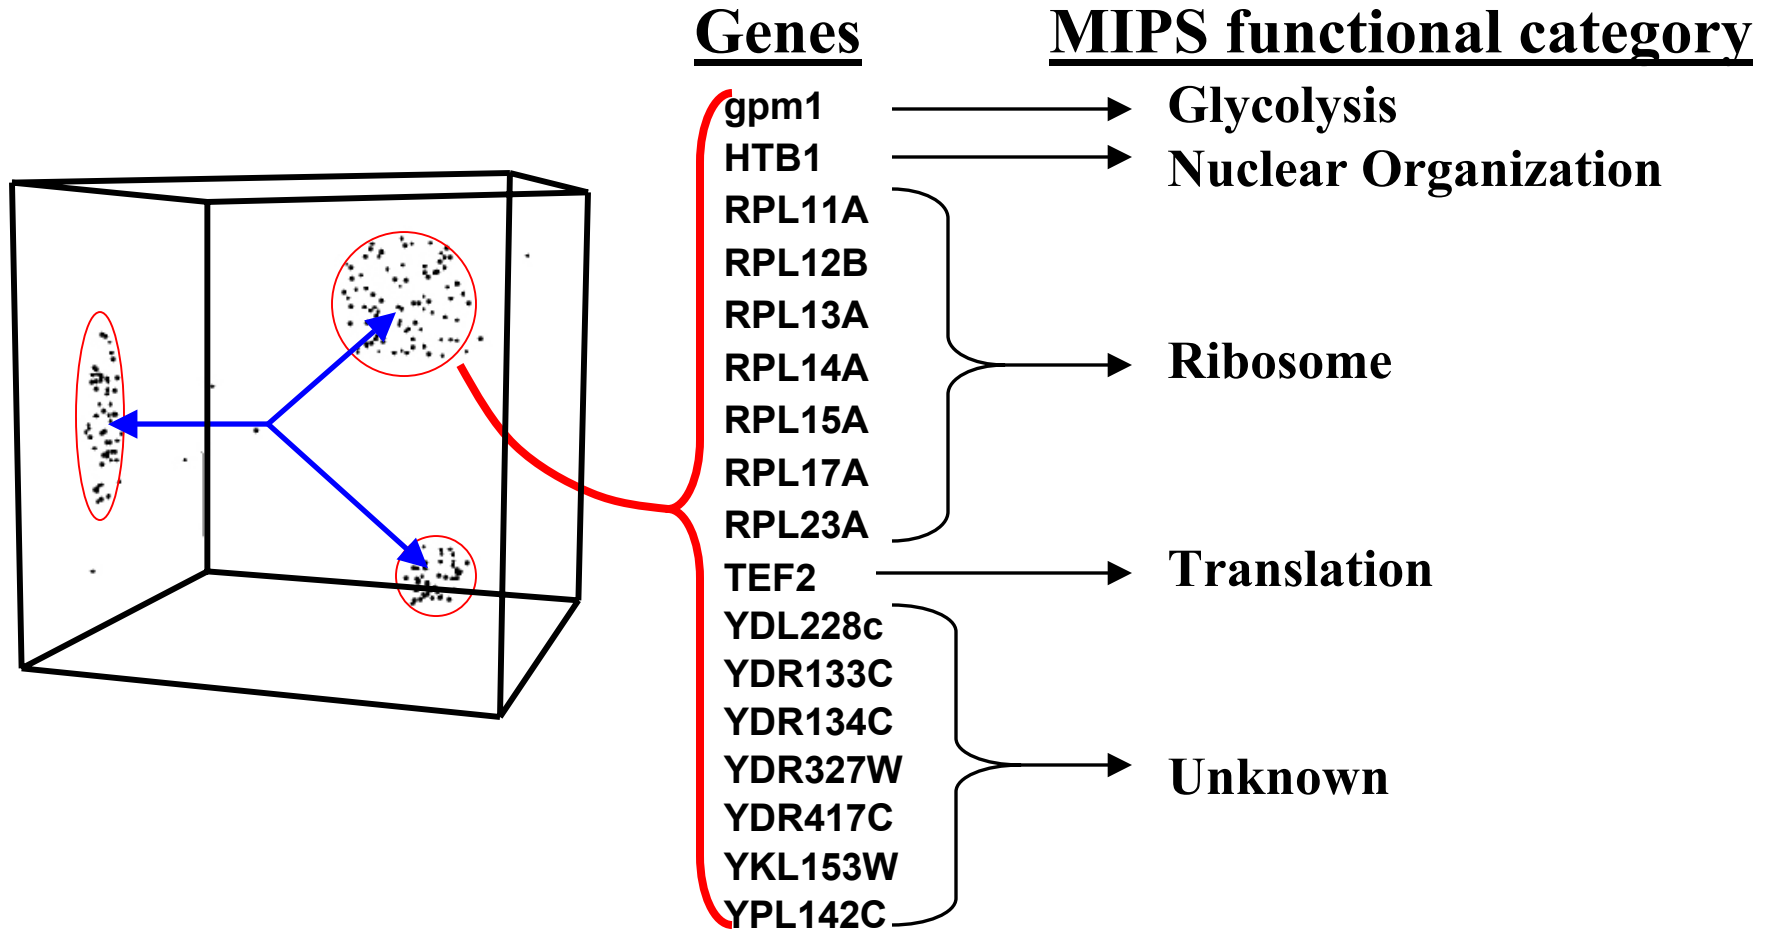 Genes MIPS functional category
gpm1 Glycolysis
HTB1 Nuclear Organization
RPL11A
RPL12B
RPL13A
RPL14A Ribosome
RPL15A
RPL17A
RPL23A
TEF2 Translation
YDL228c
YDR133C
YDR134C
YDR327W Unknown
YDR417C
YKL153W
YPL142C